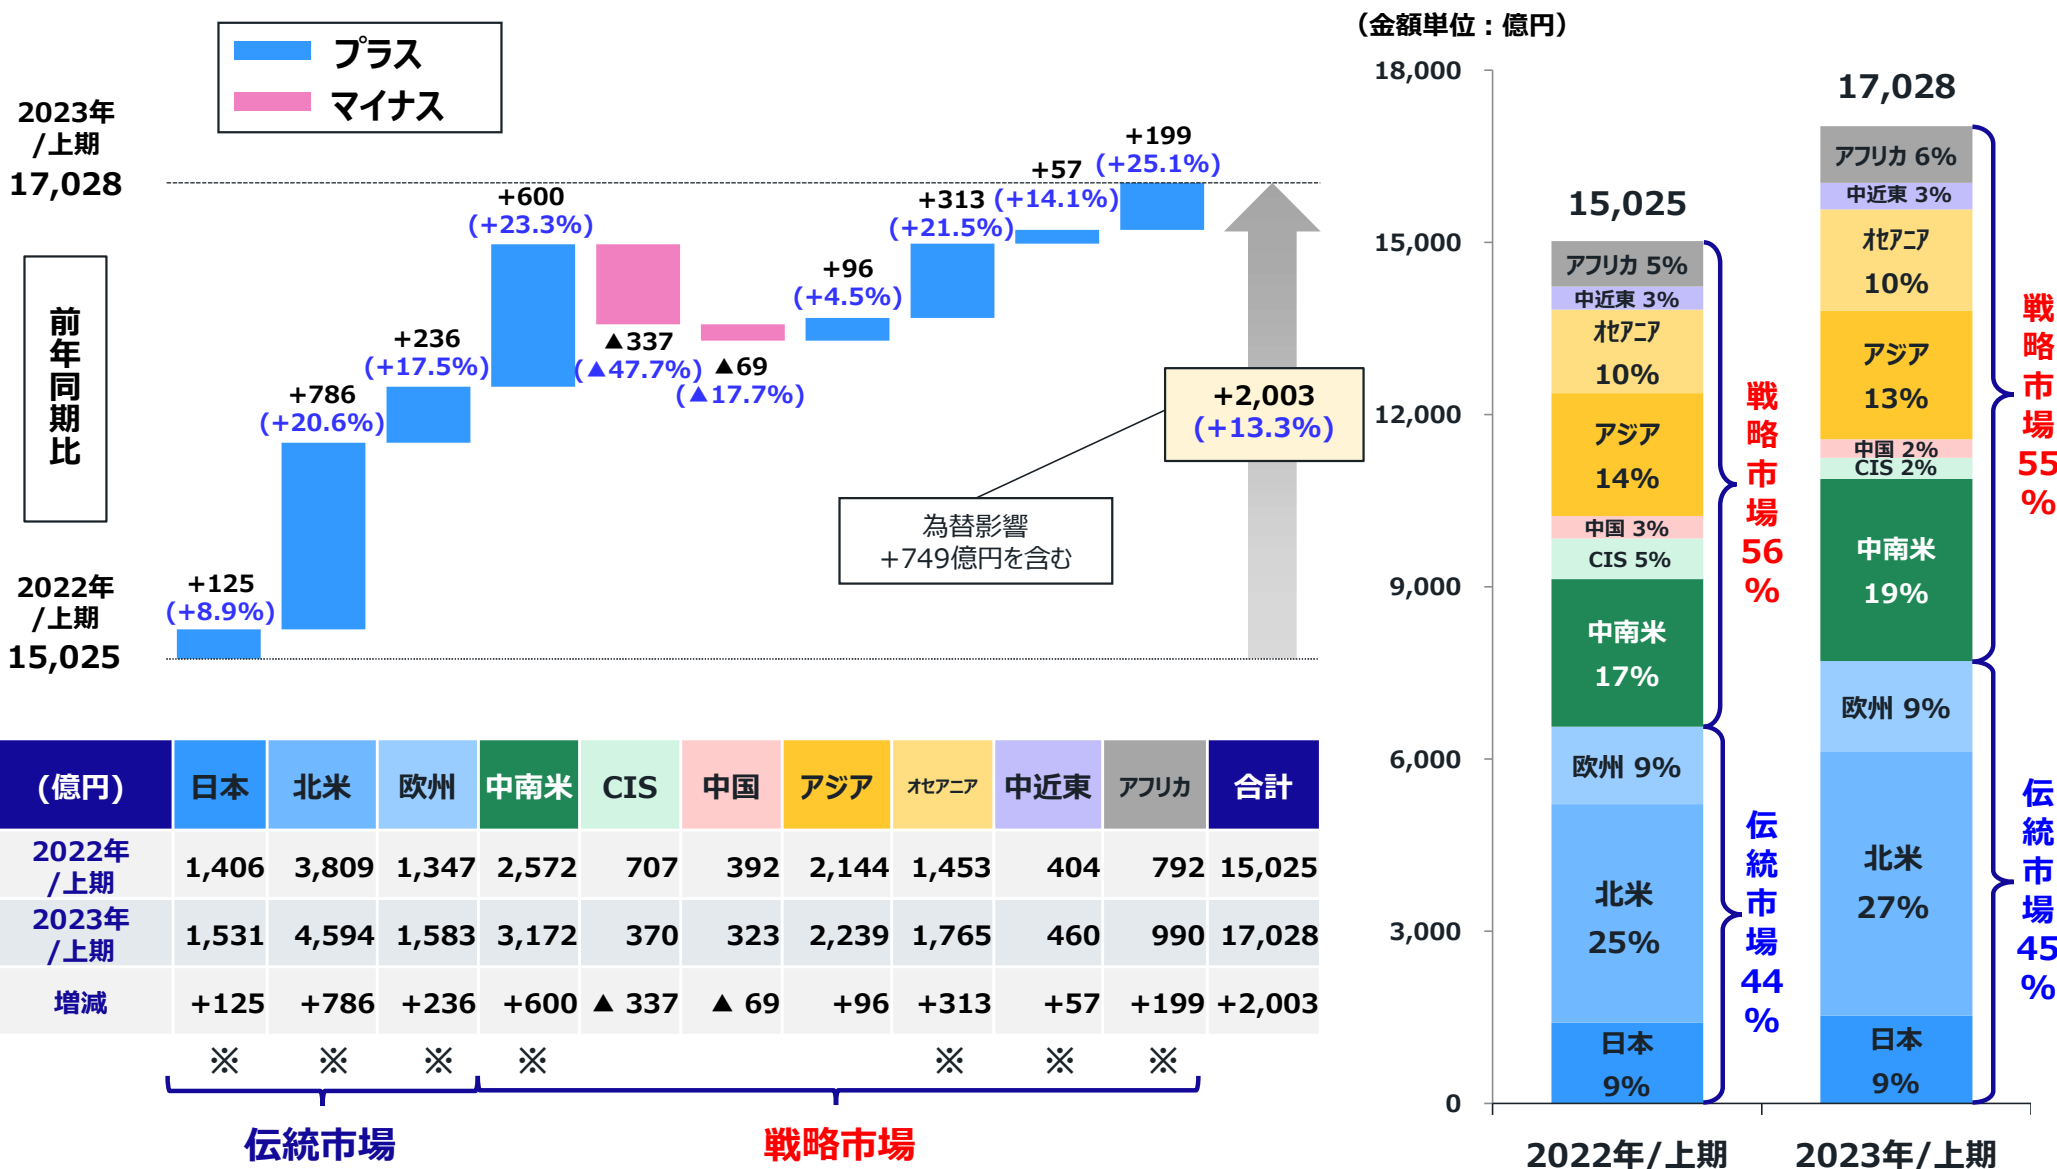 プラス
マイナス
2023年
/上期
17,028
前年同期比
2022年
/上期
15,025
+125
(+8.9%)
+786
(+20.6%)
+236
(+17.5%)
+600
(+23.3%)
▲337
(▲47.7%)
▲69
(▲17.7%)
+96
(+4.5%)
+313
(+21.5%)
+57
(+14.1%)
+199
(+25.1%)
+2,003
(+13.3%)
為替影響
+749億円を含む
(億円) 日本 北米 欧州 中南米 CIS 中国 アジア オセアニア 中近東 アフリカ 合計
2022年
/上期 1,406 3,809 1,347 2,572 707 392 2,144 1,453 404 792 15,025
2023年
/上期 1,531 4,594 1,583 3,172 370 323 2,239 1,765 460 990 17,028
増減 +125 +786 +236 +600 ▲ 337 ▲ 69 +96 +313 +57 +199 +2,003
※ ※ ※ ※ ※ ※ ※
伝統市場 戦略市場
(金額単位:億円)
18,000
15,000
12,000
9,000
6,000
3,000
0
15,025
アフリカ 5%
中近東 3%
オセアニア
10%
アジア
14%
中国 3%
CIS 5%
中南米
17%
欧州 9%
北米
25%
日本
9%
戦略市場
56
%
伝統市場
44
%
2022年/上期
17,028
アフリカ 6%
中近東 3%
オセアニア
10%
アジア
13%
中国 2%
CIS 2%
中南米
19%
欧州 9%
北米
27%
日本
9%
戦略市場
55
%
伝統市場
45
%
2023年/上期